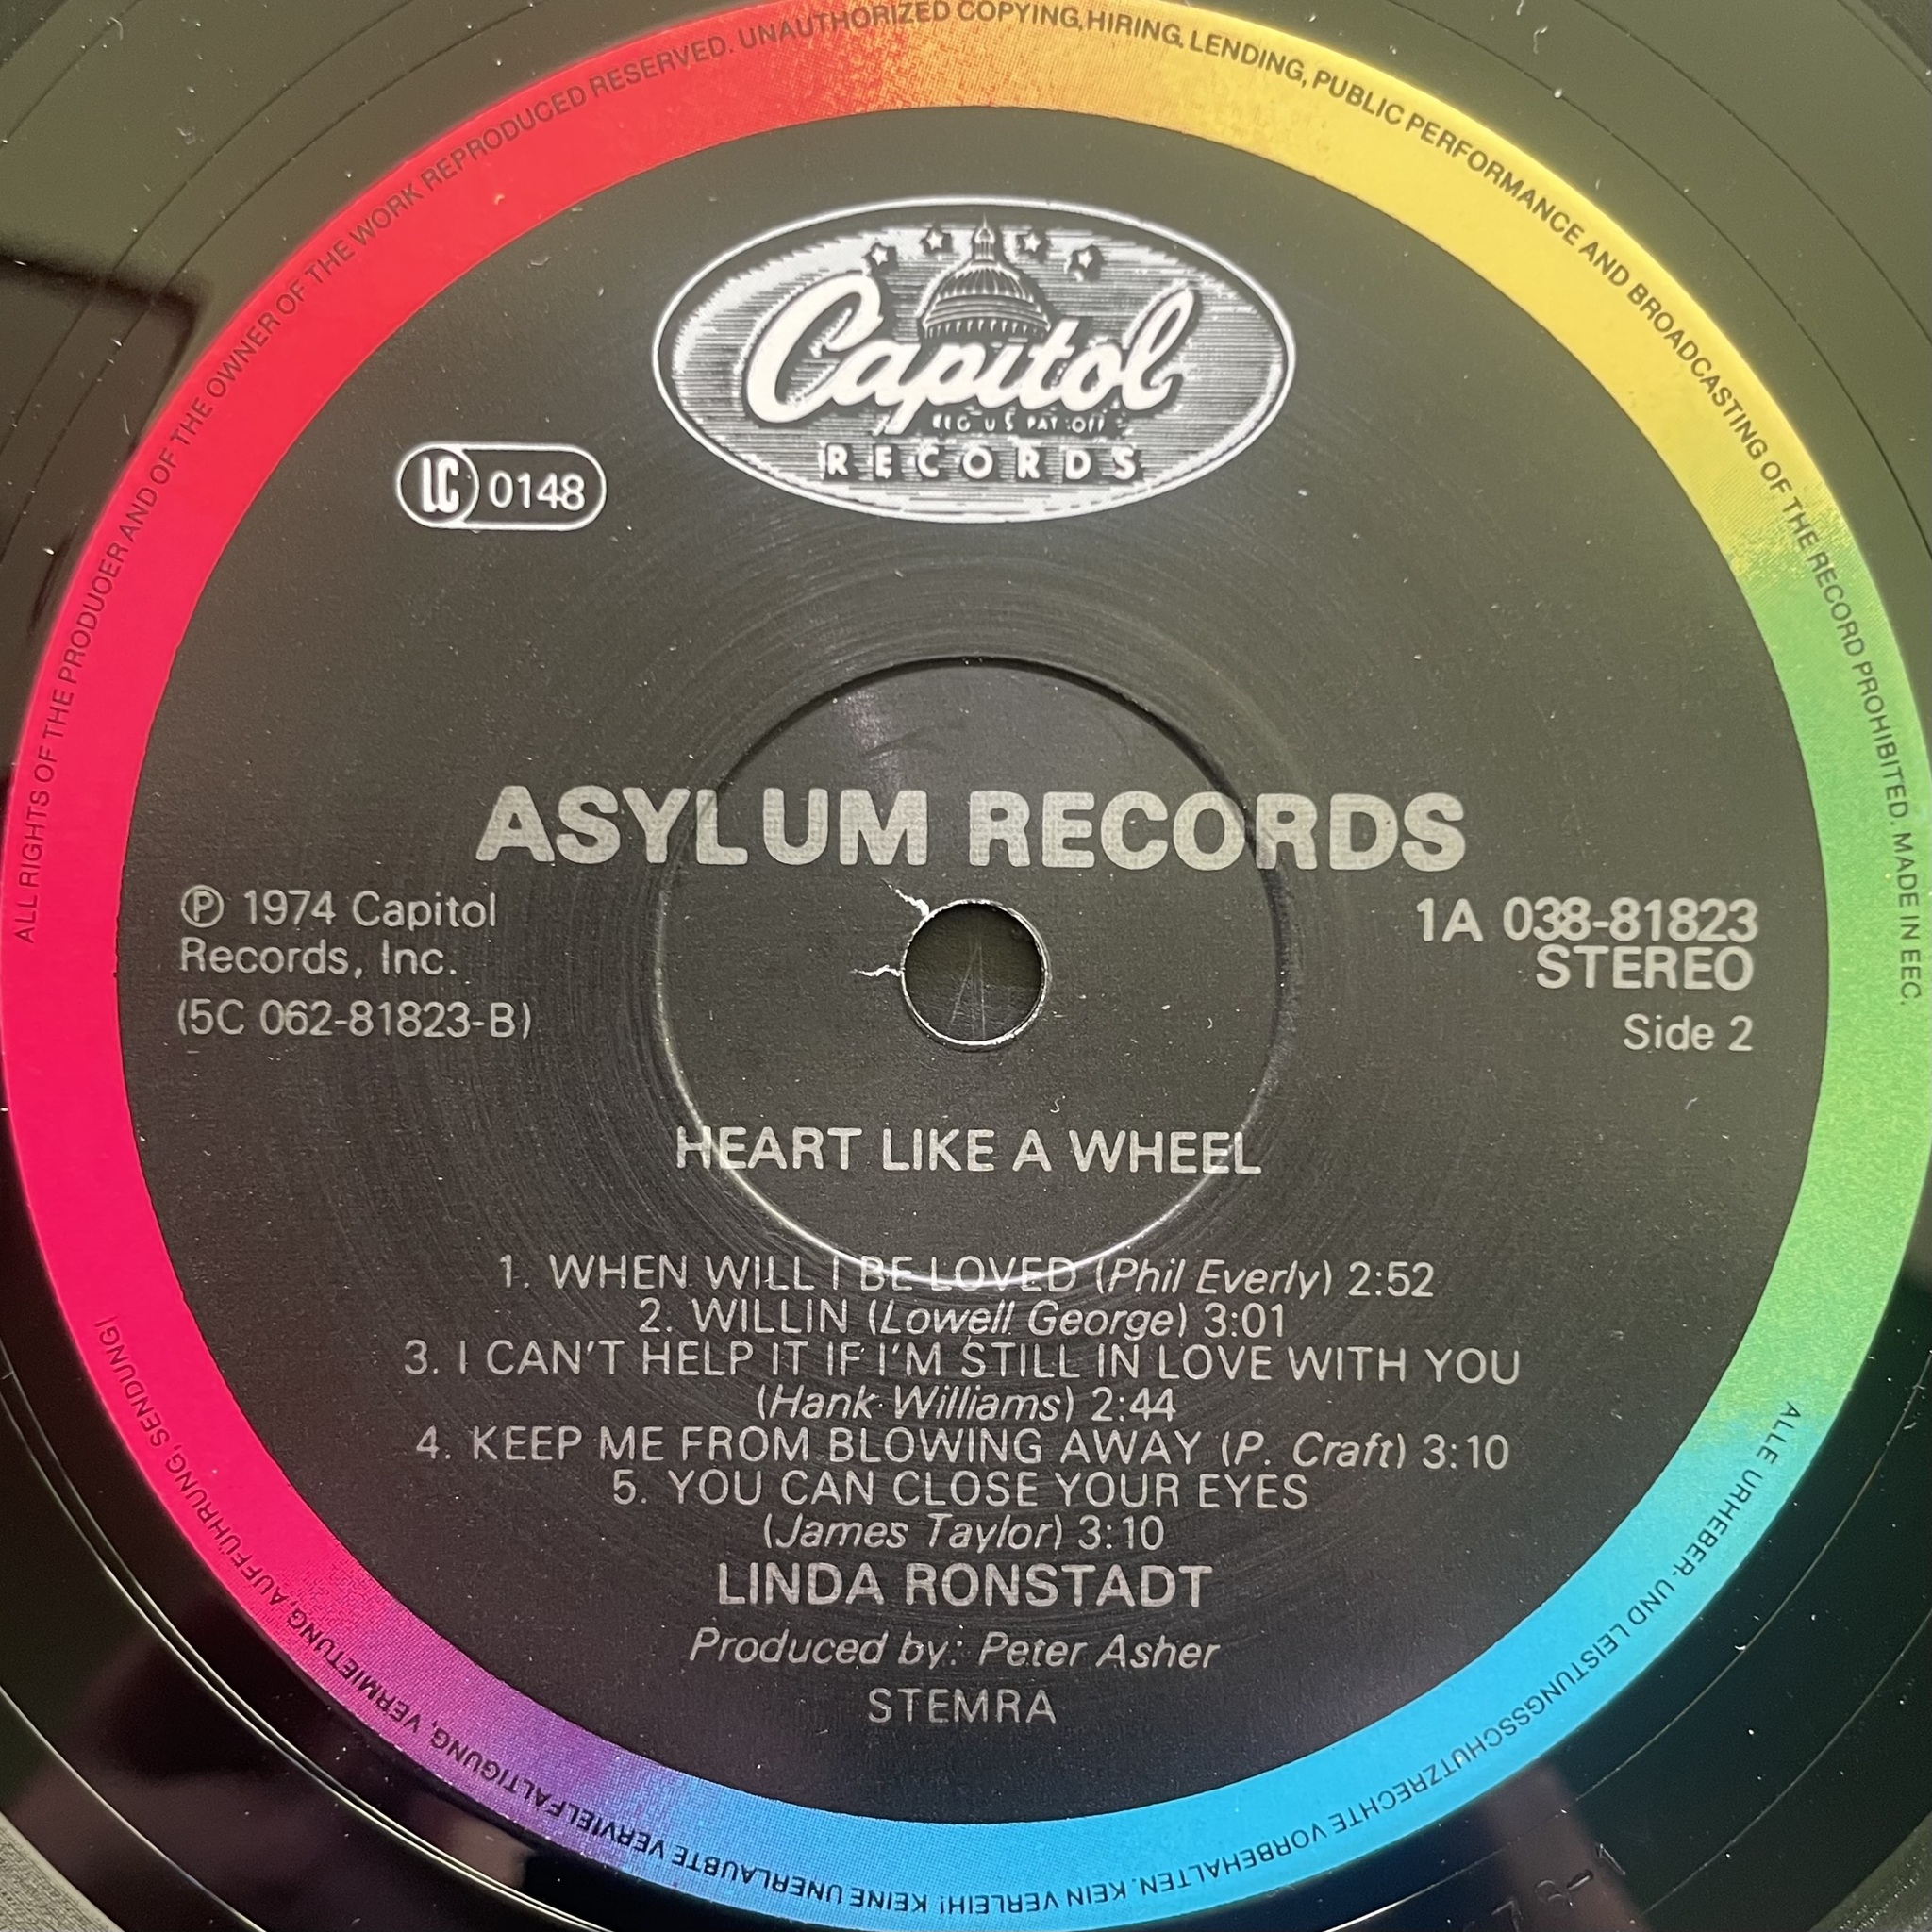 ALL RIGHTS OF THE PRODUOER AND OF THE OWNER OF THE WORK REPRODUCED RESERVED. UNAUTHORIZED COPYING, HIRING, LENDING, PUBLIC PERFORMANCE AND BROADCASTING OF THE RECORD PROHIBITED. MADE IN EEC.
Capitol
REG. U.S. PAT. OFF.
RECORDS
LC 0148
ASYLUM RECORDS
℗ 1974 Capitol
Records, Inc.
(5C 062-81823-B)
1A 038-81823
STEREO
Side 2
HEART LIKE A WHEEL
1. WHEN WILL I BE LOVED (Phil Everly) 2:52
2. WILLIN (Lowell George) 3:01
3. I CAN'T HELP IT IF I'M STILL IN LOVE WITH YOU
(Hank Williams) 2:44
4. KEEP ME FROM BLOWING AWAY (P. Craft) 3:10
5. YOU CAN CLOSE YOUR EYES
(James Taylor) 3:10
LINDA RONSTADT
Produced by: Peter Asher
STEMRA
ALLE URHEBER- UND LEISTUNGSSCHUTZRECHTE VORBEHALTEN. KEIN VERLEIH! KEINE UNERLAUBTE VERVIELFALTIGUNG, VERMIETUNG, AUFFÜHRUNG, SENDUNG!